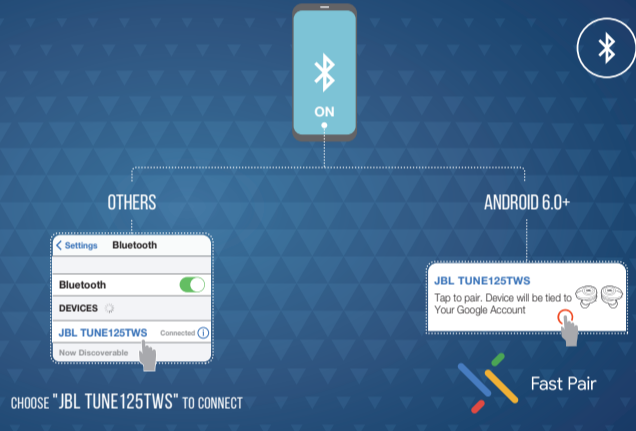 ON
OTHERS
Settings Bluetooth
Bluetooth
DEVICES
JBL TUNE125TWS Connected
Now Discoverable
CHOOSE "JBL TUNE125TWS" TO CONNECT
ANDROID 6.0+
JBL TUNE125TWS
Tap to pair. Device will be tied to
Your Google Account
Fast Pair